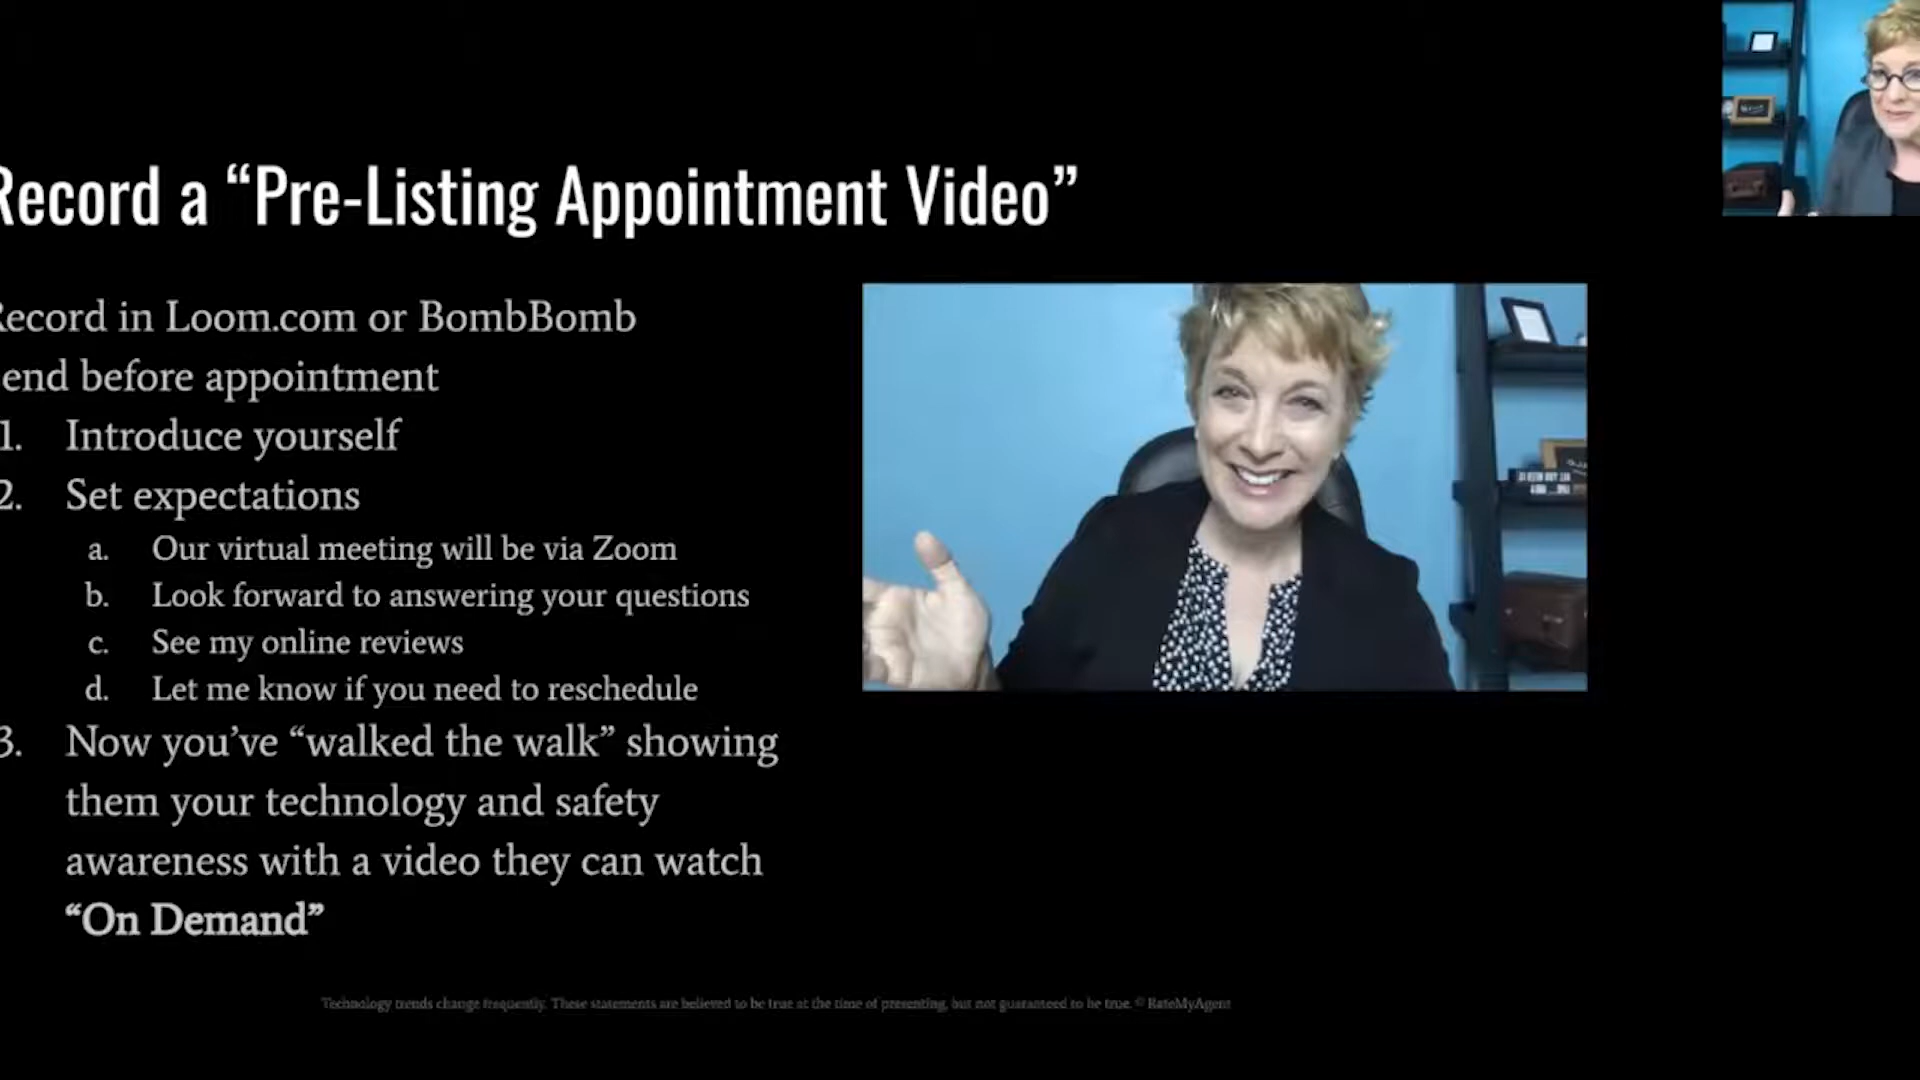 Record a “Pre-Listing Appointment Video”
Record in Loom.com or BombBomb
end before appointment
1. Introduce yourself
2. Set expectations
a. Our virtual meeting will be via Zoom
b. Look forward to answering your questions
c. See my online reviews
d. Let me know if you need to reschedule
3. Now you’ve “walked the walk” showing
them your technology and safety
awareness with a video they can watch
“On Demand”
Technology trends change frequently. These statements are believed to be true at the time of presenting, but not guaranteed to be true. © RateMyAgent